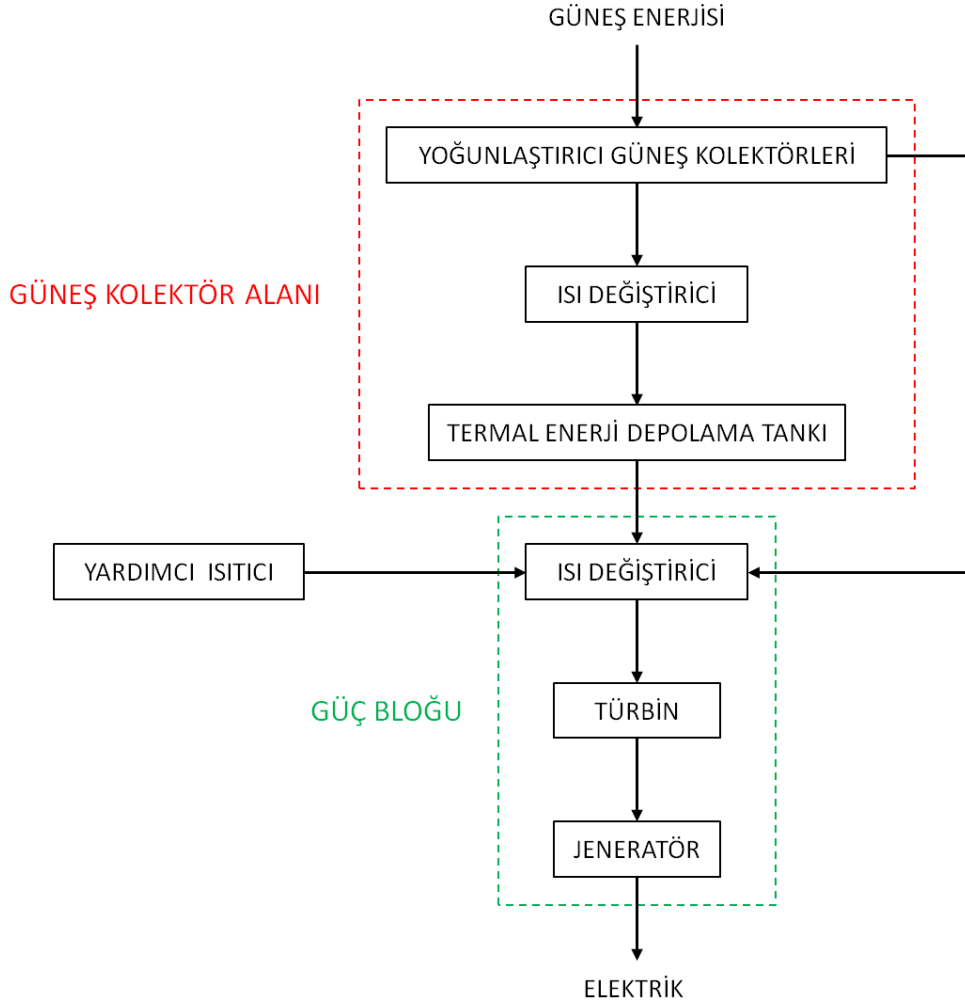 GÜNEŞ ENERJİSİ
YOĞUNLAŞTIRICI GÜNEŞ KOLEKTÖRLERİ
GÜNEŞ KOLEKTÖR ALANI
ISI DEĞİŞTİRİCİ
TERMAL ENERJİ DEPOLAMA TANKI
YARDIMCI ISITICI
ISI DEĞİŞTİRİCİ
GÜÇ BLOĞU
TÜRBİN
JENERATÖR
ELEKTRİK